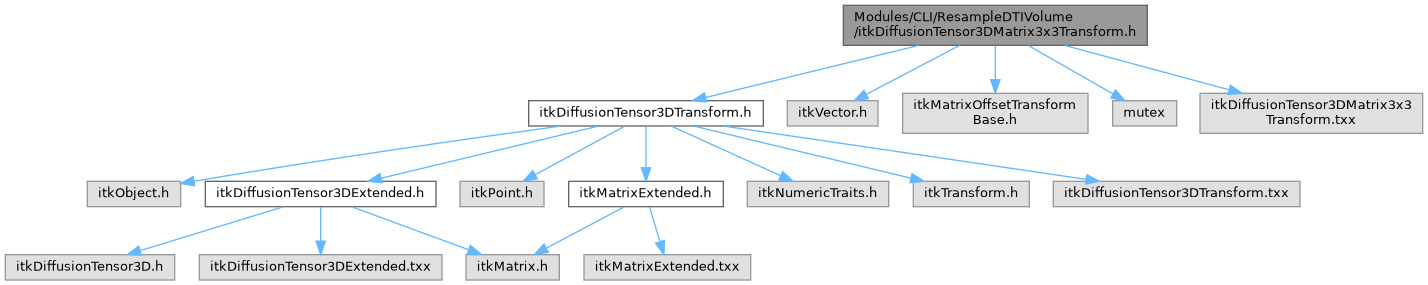 Modules/CLI/ResampleDTIVolume
/itkDiffusionTensor3DMatrix3x3Transform.h
itkDiffusionTensor3DTransform.h
itkVector.h
itkMatrixOffsetTransform
Base.h
mutex
itkDiffusionTensor3DMatrix3x3
Transform.txx
itkObject.h
itkDiffusionTensor3DExtended.h
itkPoint.h
itkMatrixExtended.h
itkNumericTraits.h
itkTransform.h
itkDiffusionTensor3DTransform.txx
itkDiffusionTensor3D.h
itkDiffusionTensor3DExtended.txx
itkMatrix.h
itkMatrixExtended.txx